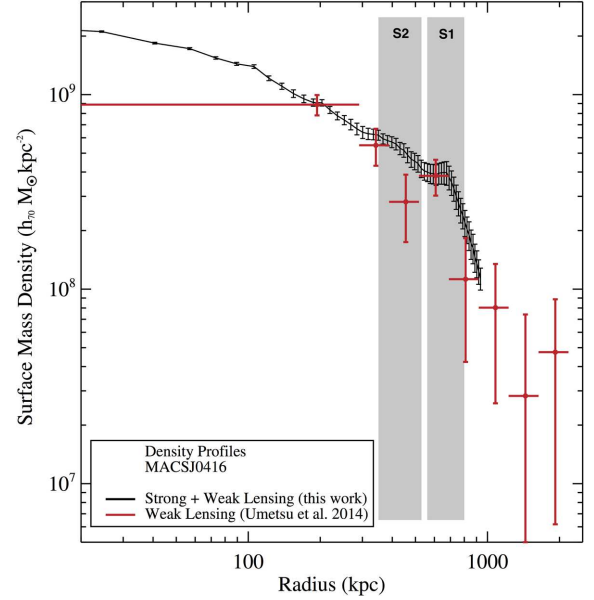 S2
S1
10⁹
10⁸
10⁷
Surface Mass Density (h₇₀ M☉kpc⁻²)
Density Profiles
MACSJ0416
Strong + Weak Lensing (this work)
Weak Lensing (Umetsu et al. 2014)
100
1000
Radius (kpc)